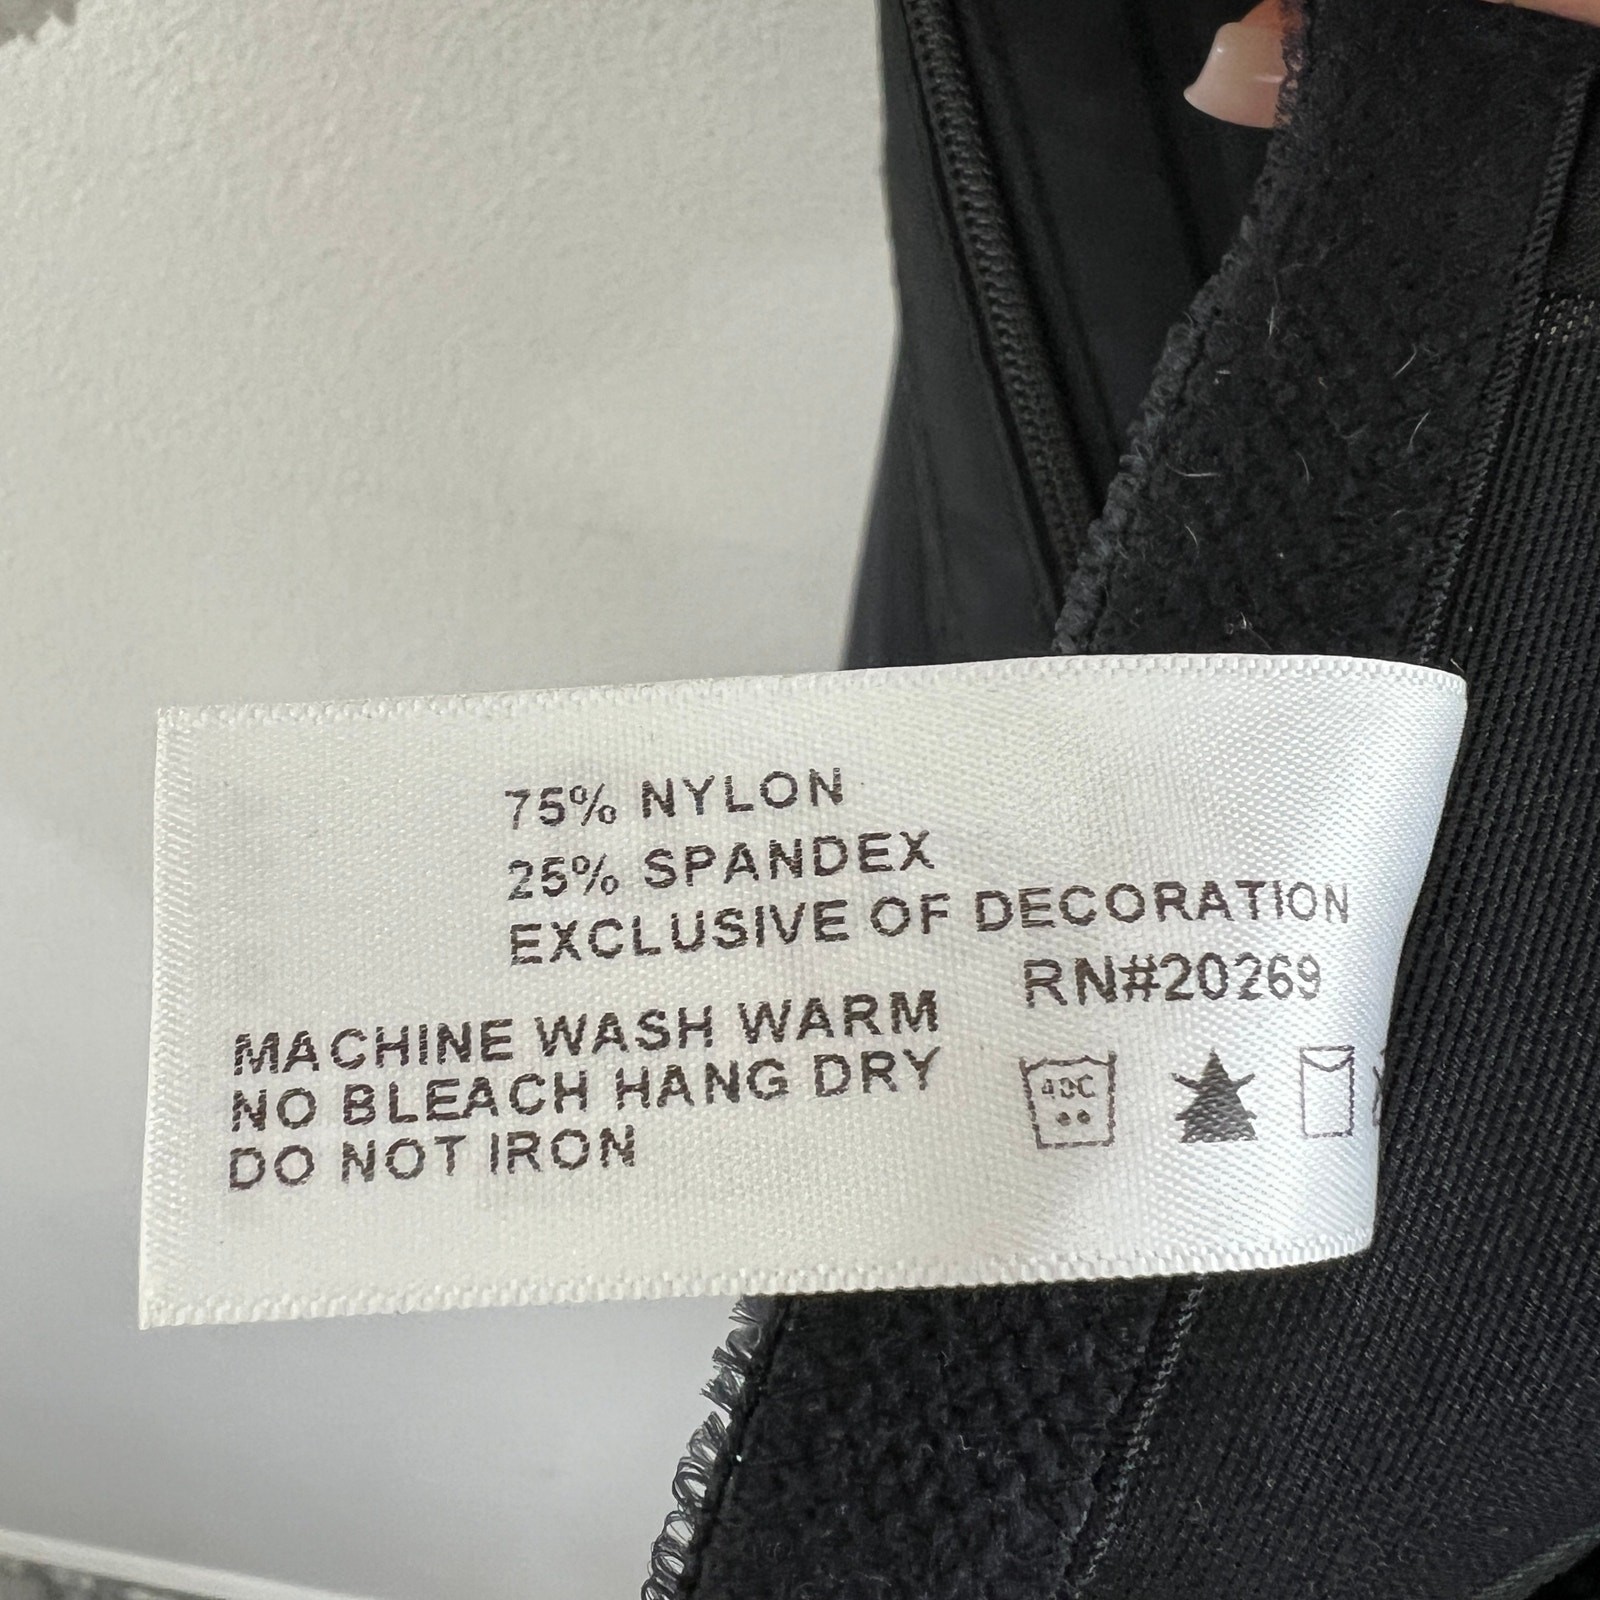 75% NYLON
25% SPANDEX
EXCLUSIVE OF DECORATION
RN#20269
MACHINE WASH WARM
NO BLEACH HANG DRY
DO NOT IRON
40C